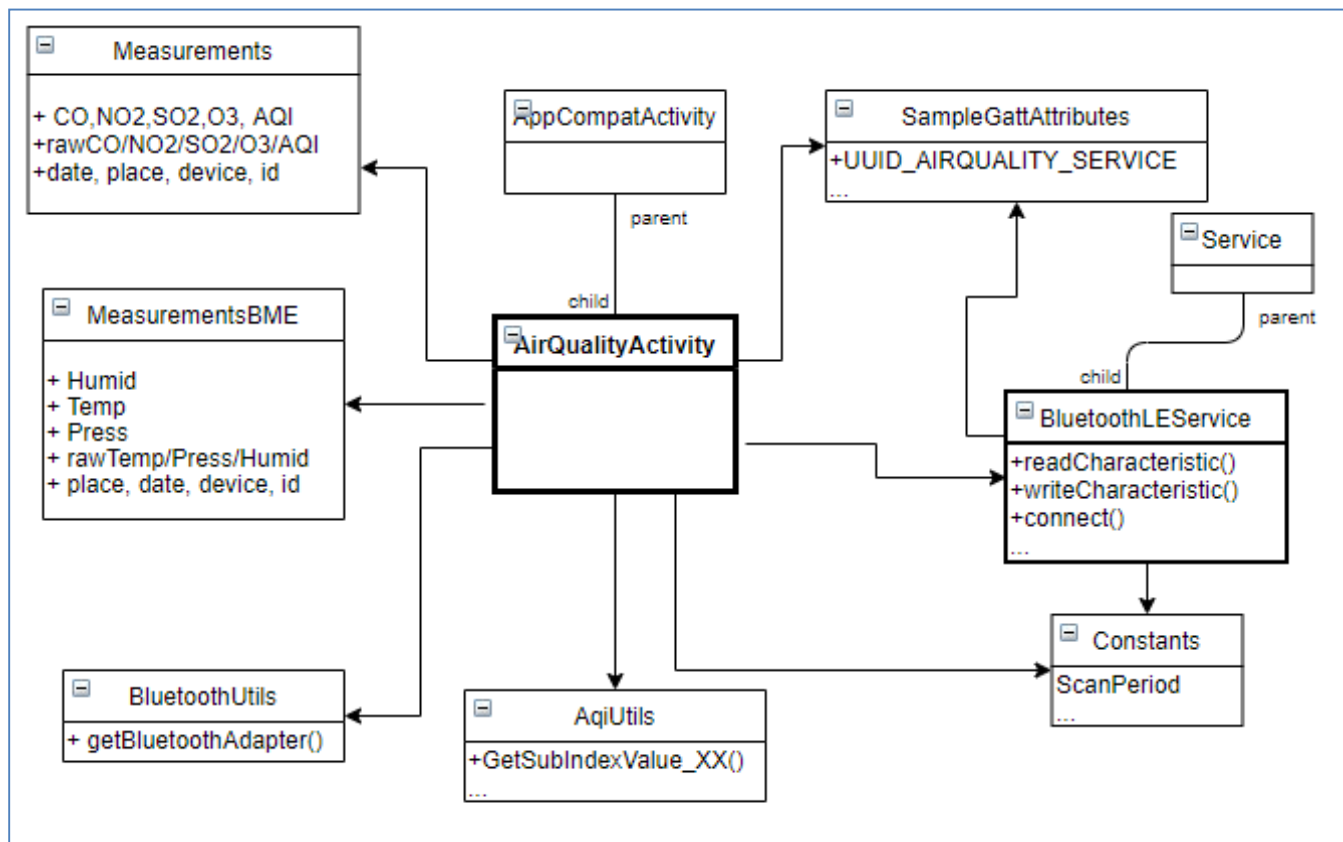 Measurements
+ CO,NO2,SO2,O3, AQI
+rawCO/NO2/SO2/O3/AQI
+date, place, device, id
AppCompatActivity
parent
child
SampleGattAttributes
+UUID_AIRQUALITY_SERVICE
...
Service
parent
child
MeasurementsBME
+ Humid
+ Temp
+ Press
+ rawTemp/Press/Humid
+ place, date, device, id
AirQualityActivity
BluetoothLEService
+readCharacteristic()
+writeCharacteristic()
+connect()
...
BluetoothUtils
+ getBluetoothAdapter()
AqiUtils
+GetSubIndexValue_XX()
...
Constants
ScanPeriod
...